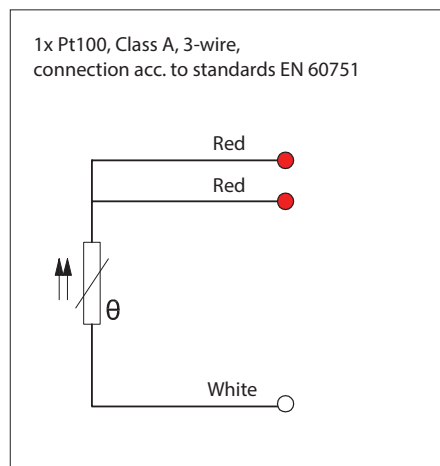 1x Pt100, Class A, 3-wire,
connection acc. to standards EN 60751
Red
Red
θ
White